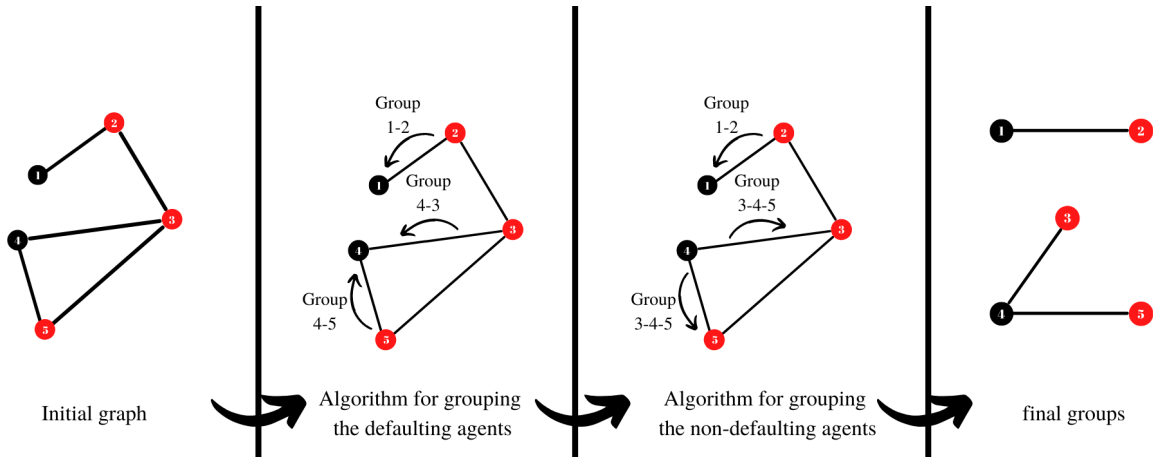 2
1
4
3
5
Initial graph
Group
1-2
2
1
Group
4-3
3
4
Group
4-5
5
Algorithm for grouping
the defaulting agents
Group
1-2
2
1
Group
3-4-5
3
4
Group
3-4-5
5
Algorithm for grouping
the non-defaulting agents
1
2
3
4
5
final groups